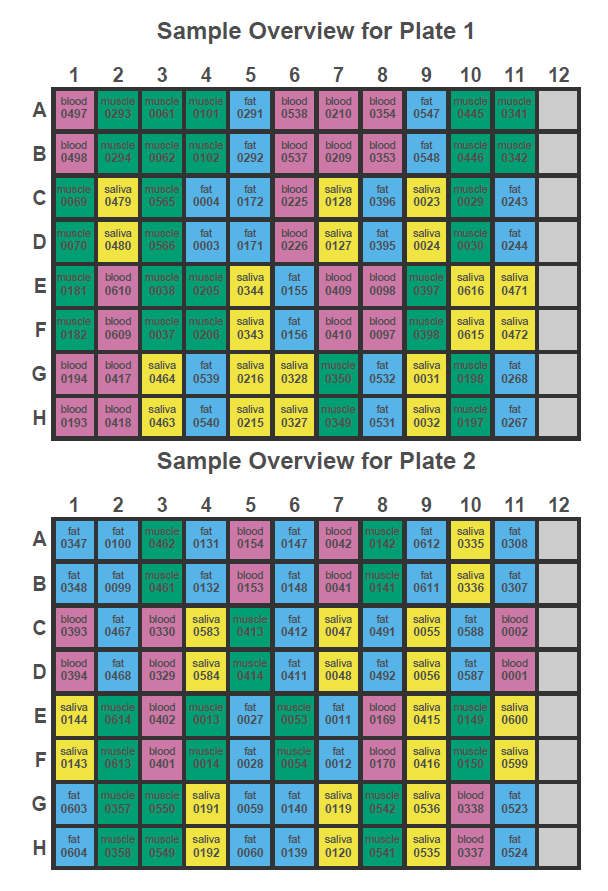 Sample Overview for Plate 1
1 2 3 4 5 6 7 8 9 10 11 12
blood muscle muscle muscle fat blood blood blood fat muscle muscle
A 0497 0293 0061 0101 0291 0538 0210 0354 0547 0445 0341
blood muscle muscle muscle fat blood blood blood fat muscle muscle
B 0498 0294 0062 0102 0292 0537 0209 0353 0548 0446 0342
muscle saliva muscle fat fat blood saliva fat saliva muscle fat
C 0069 0479 0565 0004 0172 0225 0128 0396 0023 0029 0243
muscle saliva muscle fat fat blood saliva fat saliva muscle fat
D 0070 0480 0566 0003 0171 0226 0127 0395 0024 0030 0244
muscle blood muscle muscle saliva fat blood blood muscle saliva saliva
E 0181 0610 0038 0205 0344 0155 0409 0098 0397 0616 0471
muscle blood muscle muscle saliva fat blood blood muscle saliva saliva
F 0182 0609 0037 0206 0343 0156 0410 0097 0398 0615 0472
blood blood saliva fat saliva saliva muscle fat saliva muscle fat
G 0194 0417 0464 0539 0216 0328 0350 0532 0031 0198 0268
blood blood saliva fat saliva saliva muscle fat saliva muscle fat
H 0193 0418 0463 0540 0215 0327 0349 0531 0032 0197 0267
Sample Overview for Plate 2
1 2 3 4 5 6 7 8 9 10 11 12
fat fat muscle fat blood fat blood muscle fat saliva fat
A 0347 0100 0462 0131 0154 0147 0042 0142 0612 0335 0308
fat fat muscle fat blood fat blood muscle fat saliva fat
B 0348 0099 0461 0132 0153 0148 0041 0141 0611 0336 0307
blood fat blood saliva muscle fat saliva fat saliva fat blood
C 0393 0467 0330 0583 0413 0412 0047 0491 0055 0588 0002
blood fat blood saliva muscle fat saliva fat saliva fat blood
D 0394 0468 0329 0584 0414 0411 0048 0492 0056 0587 0001
saliva muscle blood muscle fat muscle fat blood saliva muscle saliva
E 0144 0614 0402 0013 0027 0053 0011 0169 0415 0149 0600
saliva muscle blood muscle fat muscle fat blood saliva muscle saliva
F 0143 0613 0401 0014 0028 0054 0012 0170 0416 0150 0599
fat muscle muscle saliva fat fat saliva muscle saliva blood fat
G 0603 0357 0550 0191 0059 0140 0119 0542 0536 0338 0523
fat muscle muscle saliva fat fat saliva muscle saliva blood fat
H 0604 0358 0549 0192 0060 0139 0120 0541 0535 0337 0524